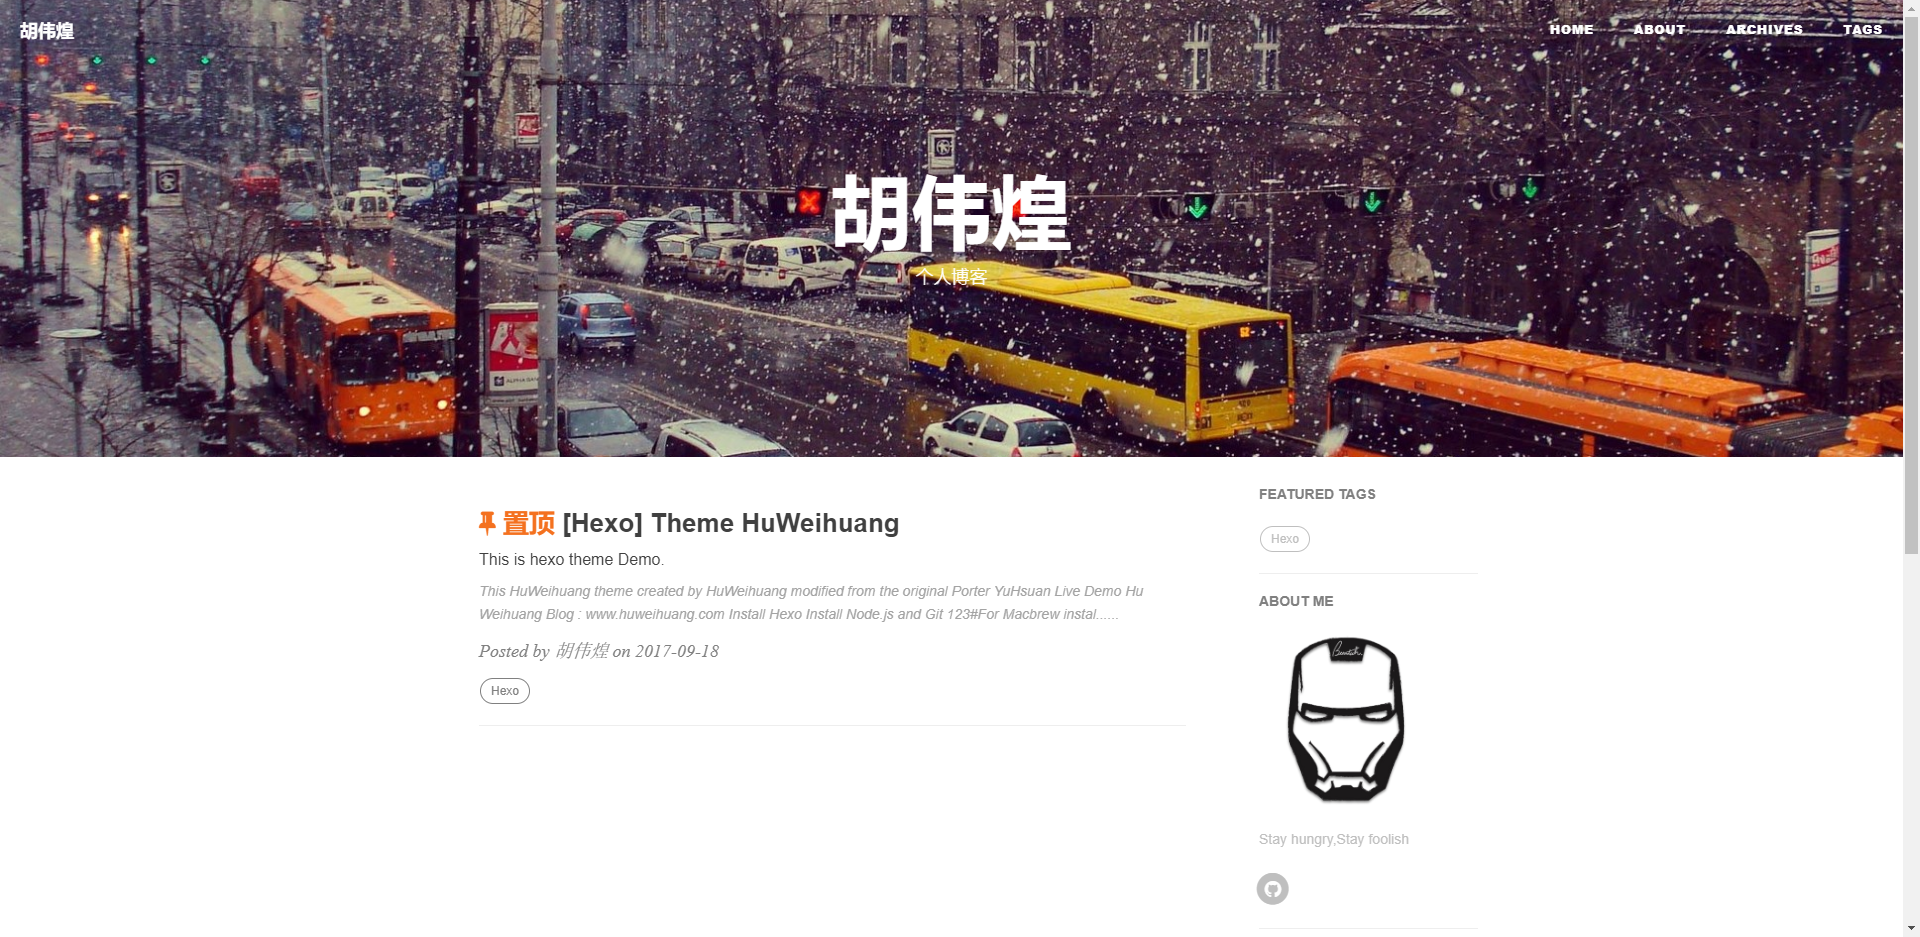 胡伟煌
HOME ABOUT ARCHIVES TAGS
胡伟煌
个人博客
置顶 [Hexo] Theme HuWeihuang
This is hexo theme Demo.
This HuWeihuang theme created by HuWeihuang modified from the original Porter YuHsuan Live Demo Hu
Weihuang Blog : www.huweihuang.com Install Hexo Install Node.js and Git 123#For Macbrew instal......
Posted by 胡伟煌 on 2017-09-18
Hexo
FEATURED TAGS
Hexo
ABOUT ME
Stay hungry,Stay foolish